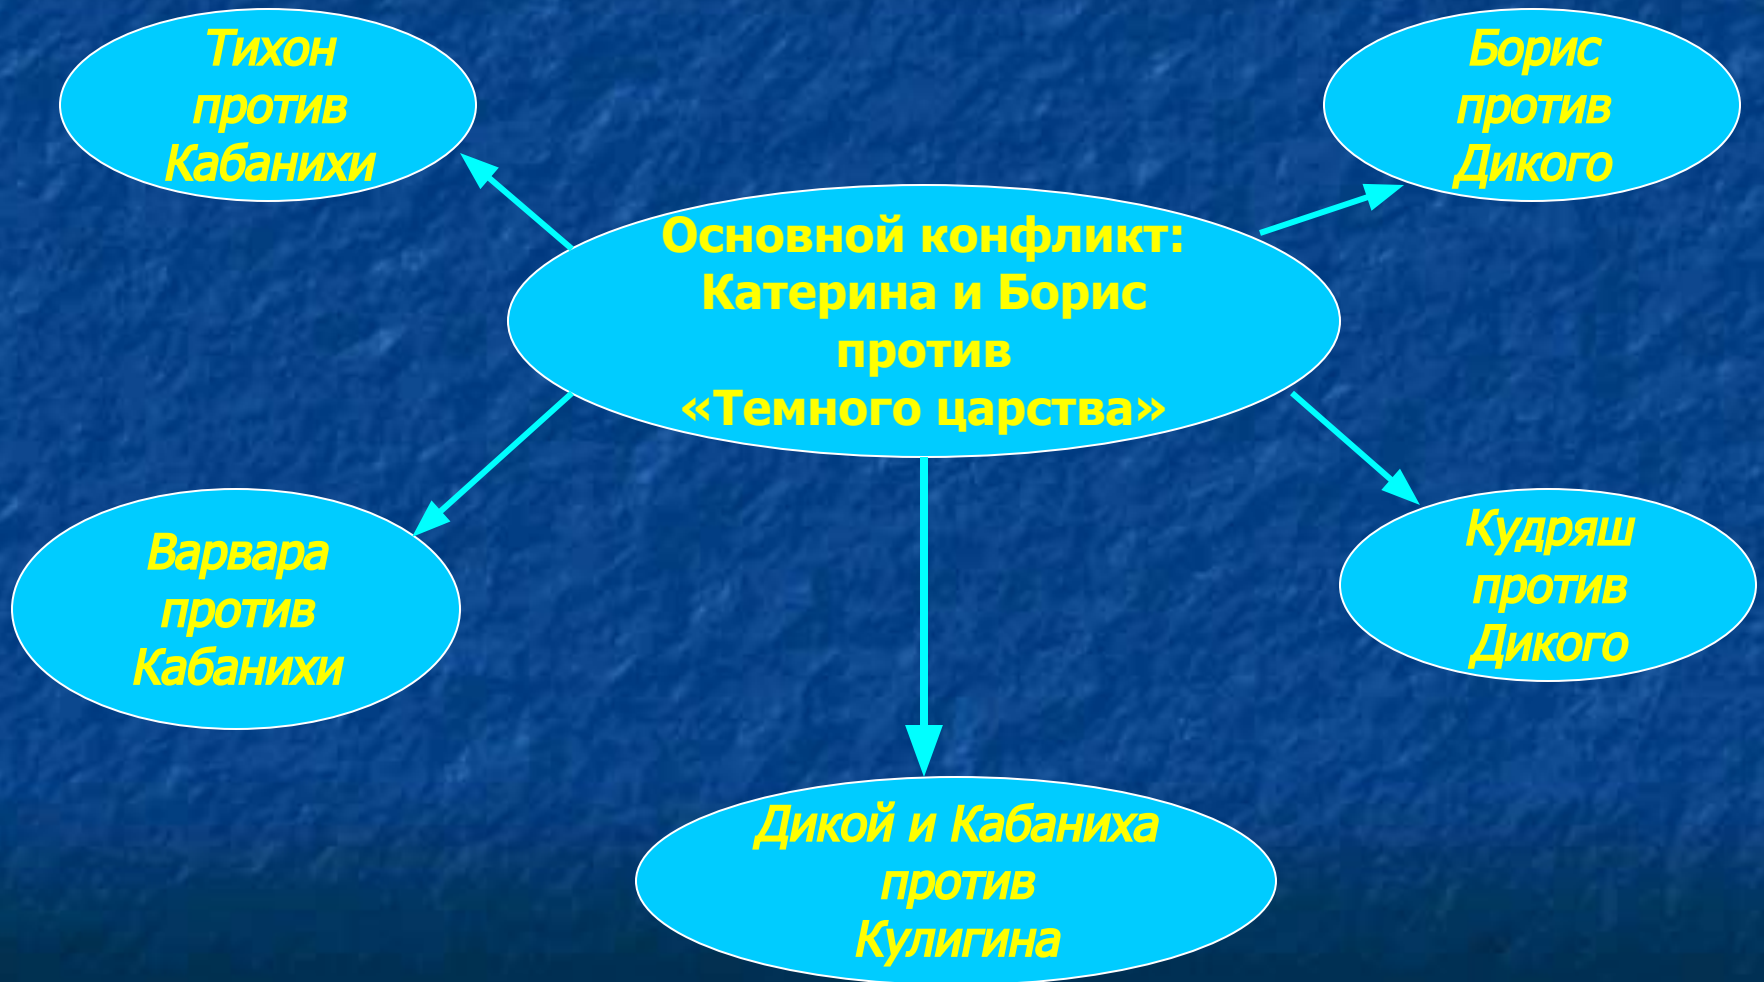 Тихон
против
Кабанихи
Борис
против
Дикого
Основной конфликт:
Катерина и Борис
против
«Темного царства»
Варвара
против
Кабанихи
Кудряш
против
Дикого
Дикой и Кабаниха
против
Кулигина